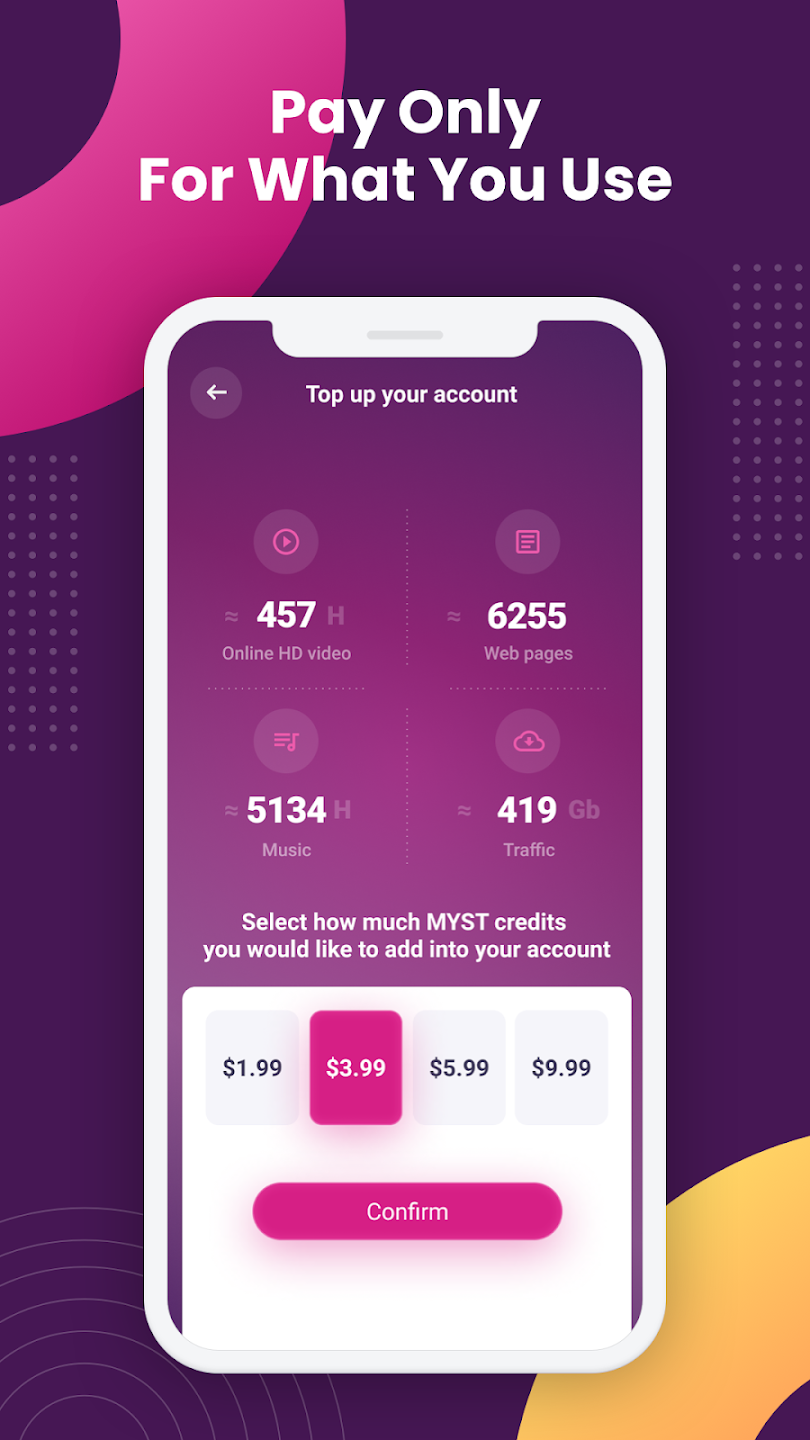 Pay Only
For What You Use
Top up your account
≈ 457 H
Online HD video
≈ 6255
Web pages
≈ 5134 H
Music
≈ 419 Gb
Traffic
Select how much MYST credits
you would like to add into your account
$1.99 $3.99 $5.99 $9.99
Confirm